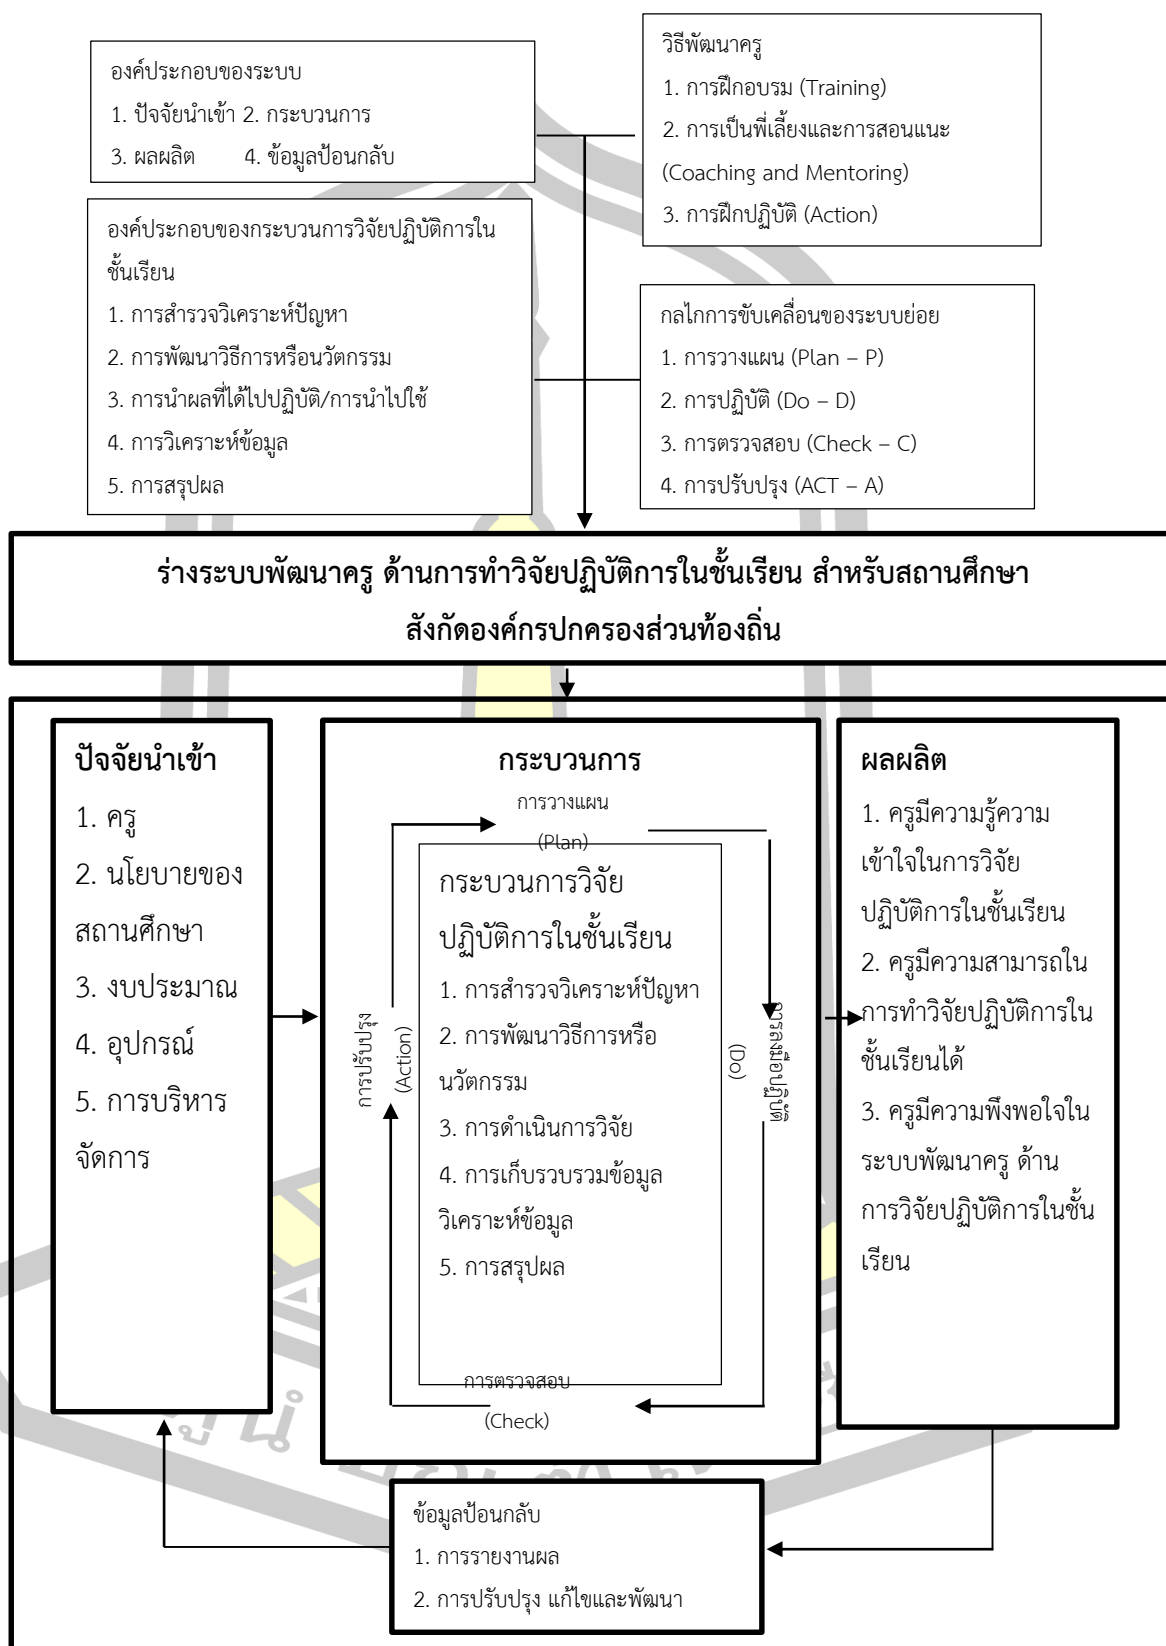 องค์ประกอบของระบบ
1. ปัจจัยนำเข้า 2. กระบวนการ
3. ผลผลิต 4. ข้อมูลป้อนกลับ
วิธีพัฒนาครู
1. การฝึกอบรม (Training)
2. การเป็นพี่เลี้ยงและการสอนแนะ
(Coaching and Mentoring)
3. การฝึกปฏิบัติ (Action)
องค์ประกอบของกระบวนการวิจัยปฏิบัติการใน
ชั้นเรียน
1. การสำรวจวิเคราะห์ปัญหา
2. การพัฒนาวิธีการหรือนวัตกรรม
3. การนำผลที่ได้ไปปฏิบัติ/การนำไปใช้
4. การวิเคราะห์ข้อมูล
5. การสรุปผล
กลไกการขับเคลื่อนของระบบย่อย
1. การวางแผน (Plan – P)
2. การปฏิบัติ (Do – D)
3. การตรวจสอบ (Check – C)
4. การปรับปรุง (ACT – A)
ร่างระบบพัฒนาครู ด้านการทำวิจัยปฏิบัติการในชั้นเรียน สำหรับสถานศึกษา
สังกัดองค์กรปกครองส่วนท้องถิ่น
ปัจจัยนำเข้า
1. ครู
2. นโยบายของ
สถานศึกษา
3. งบประมาณ
4. อุปกรณ์
5. การบริหาร
จัดการ
กระบวนการ
การวางแผน
(Plan)
กระบวนการวิจัย
ปฏิบัติการในชั้นเรียน
1. การสำรวจวิเคราะห์ปัญหา
2. การพัฒนาวิธีการหรือ
นวัตกรรม
3. การดำเนินการวิจัย
4. การเก็บรวบรวมข้อมูล
วิเคราะห์ข้อมูล
5. การสรุปผล
การลงมือปฏิบัติ
(Do)
การตรวจสอบ
(Check)
การปรับปรุง
(Action)
ผลผลิต
1. ครูมีความรู้ความ
เข้าใจในการวิจัย
ปฏิบัติการในชั้นเรียน
2. ครูมีความสามารถใน
การทำวิจัยปฏิบัติการใน
ชั้นเรียนได้
3. ครูมีความพึงพอใจใน
ระบบพัฒนาครู ด้าน
การวิจัยปฏิบัติการในชั้น
เรียน
ข้อมูลป้อนกลับ
1. การรายงานผล
2. การปรับปรุง แก้ไขและพัฒนา